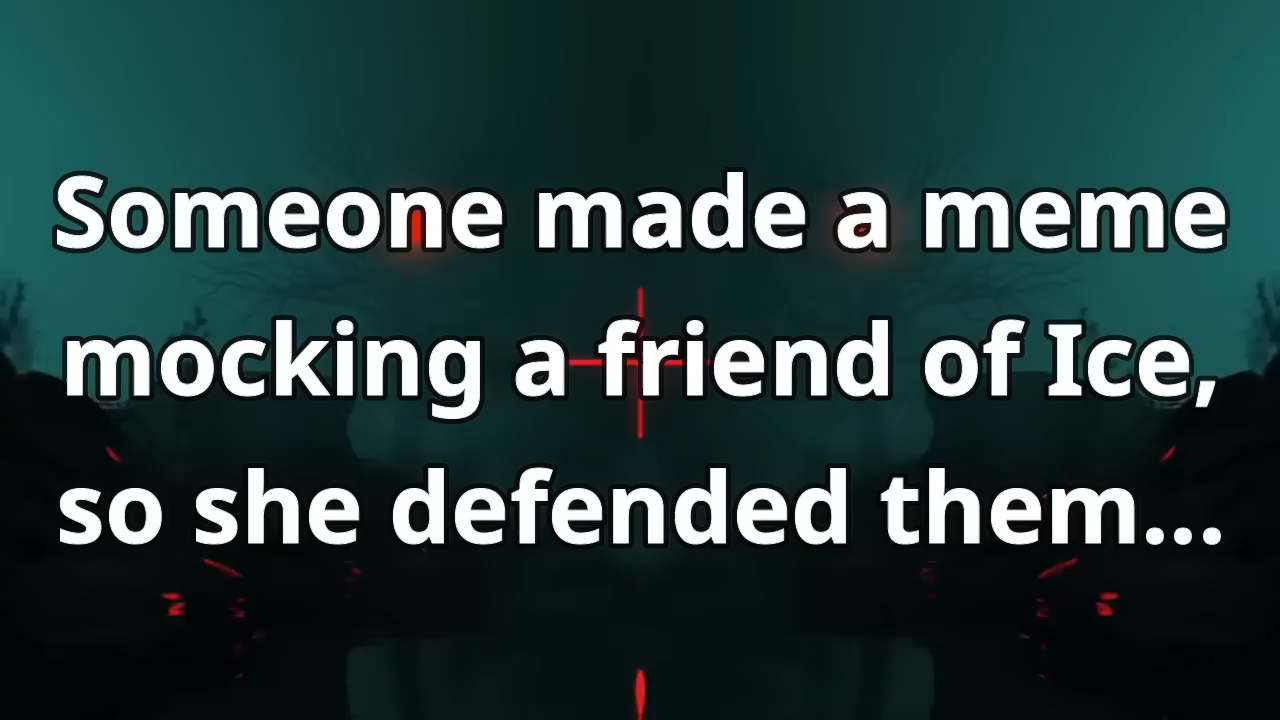 Someone made a meme
mocking a friend of Ice,
so she defended them...